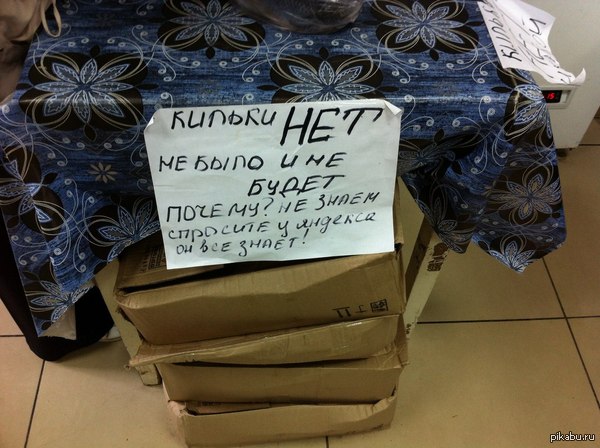 КИЛЬКИ НЕТ
НЕ БЫЛО И НЕ
БУДЕТ
ПОЧЕМУ? НЕ ЗНАЕМ
СПРОСИТЕ У ЯНДЕКСА
ОН ВСЕ ЗНАЕТ!
pikabu.ru